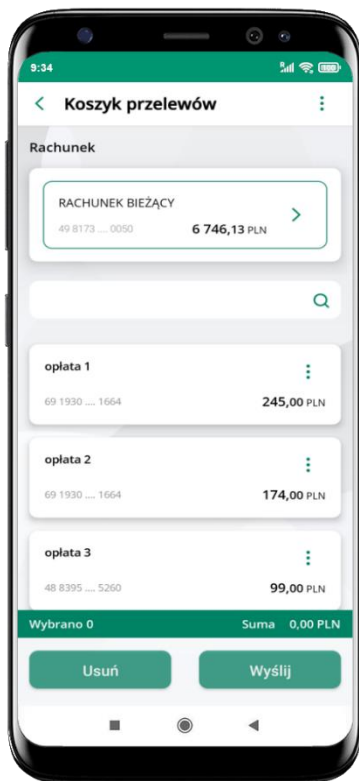 9:34
Koszyk przelewów
Rachunek
RACHUNEK BIEŻĄCY
49 8173 .... 0050 6 746,13 PLN
opłata 1
69 1930 .... 1664 245,00 PLN
opłata 2
69 1930 .... 1664 174,00 PLN
opłata 3
48 8395 .... 5260 99,00 PLN
Wybrano 0 Suma 0,00 PLN
Usuń Wyślij